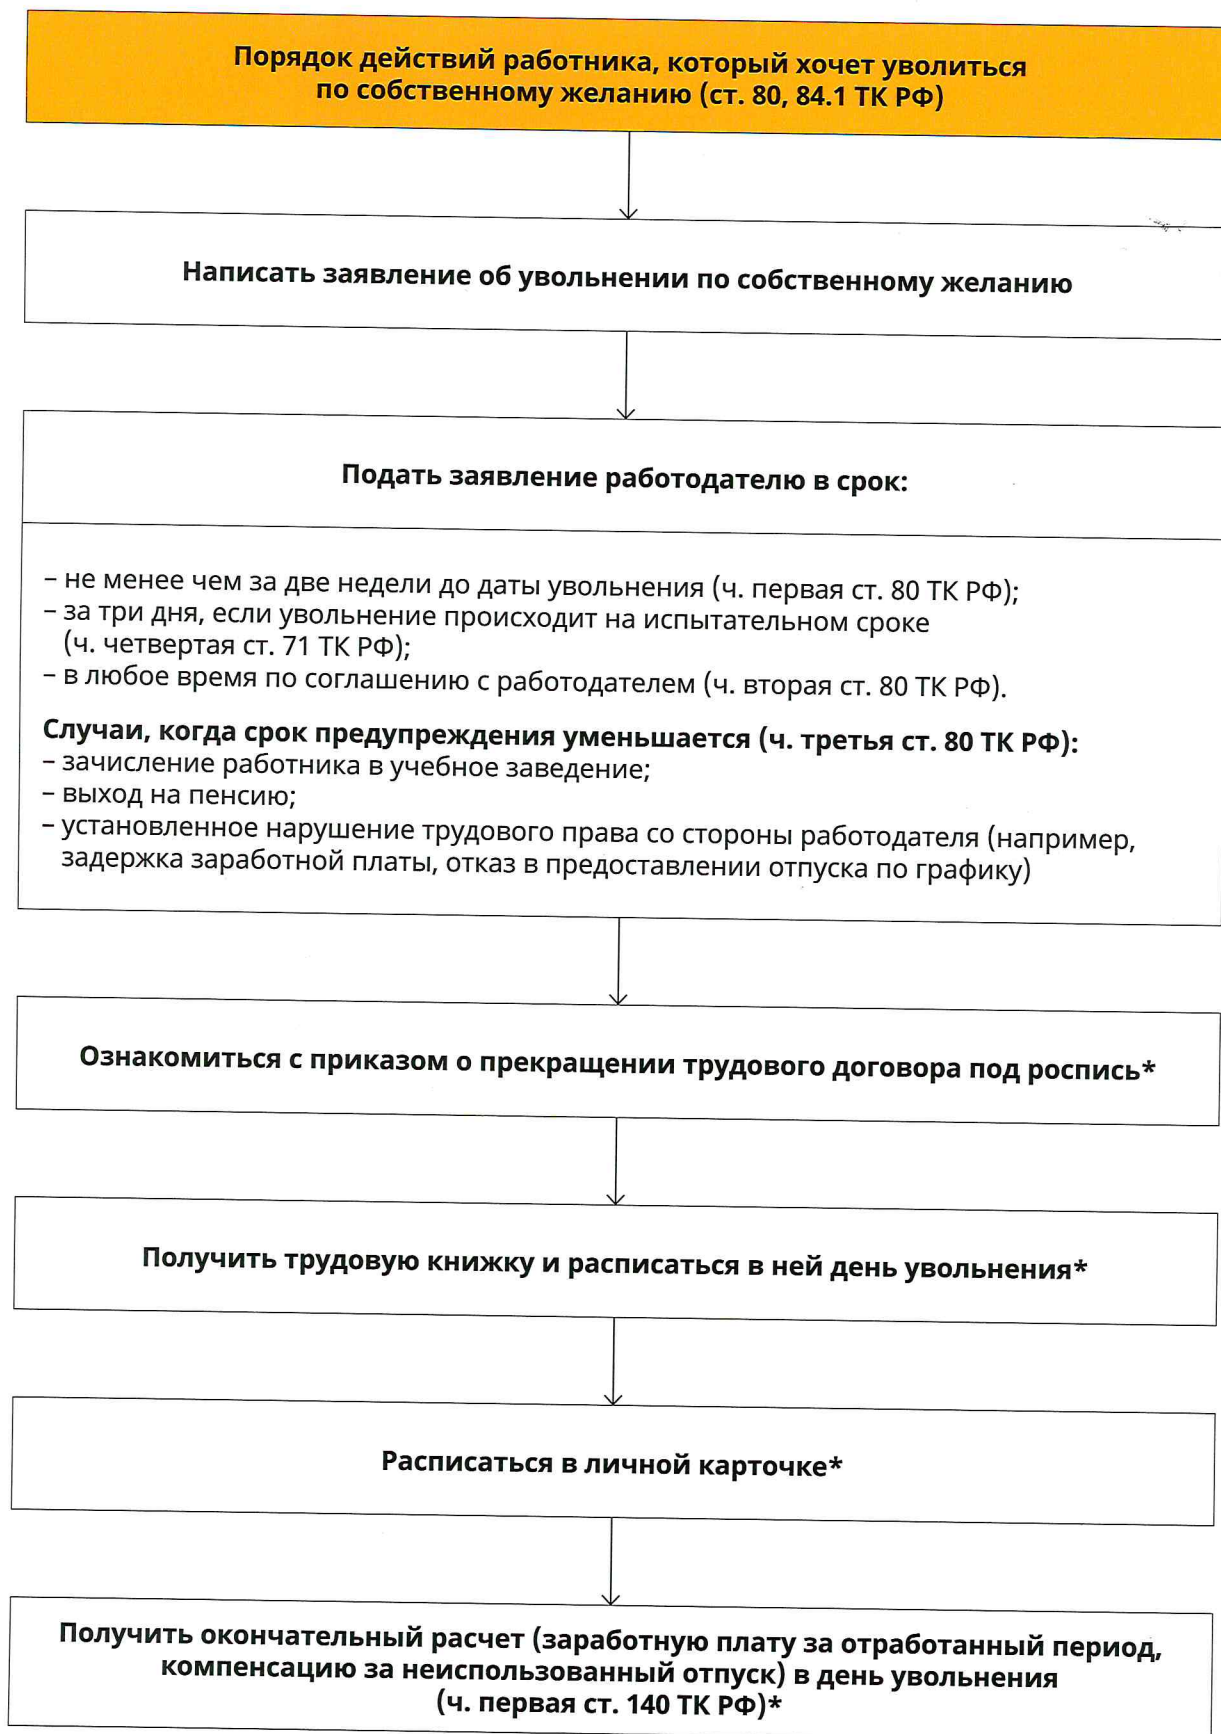 Порядок действий работника, который хочет уволиться
по собственному желанию (ст. 80, 84.1 ТК РФ)
Написать заявление об увольнении по собственному желанию
Подать заявление работодателю в срок:
– не менее чем за две недели до даты увольнения (ч. первая ст. 80 ТК РФ);
– за три дня, если увольнение происходит на испытательном сроке
(ч. четвертая ст. 71 ТК РФ);
– в любое время по соглашению с работодателем (ч. вторая ст. 80 ТК РФ).
Случаи, когда срок предупреждения уменьшается (ч. третья ст. 80 ТК РФ):
– зачисление работника в учебное заведение;
– выход на пенсию;
– установленное нарушение трудового права со стороны работодателя (например,
задержка заработной платы, отказ в предоставлении отпуска по графику)
Ознакомиться с приказом о прекращении трудового договора под роспись*
Получить трудовую книжку и расписаться в ней день увольнения*
Расписаться в личной карточке*
Получить окончательный расчет (заработную плату за отработанный период,
компенсацию за неиспользованный отпуск) в день увольнения
(ч. первая ст. 140 ТК РФ)*